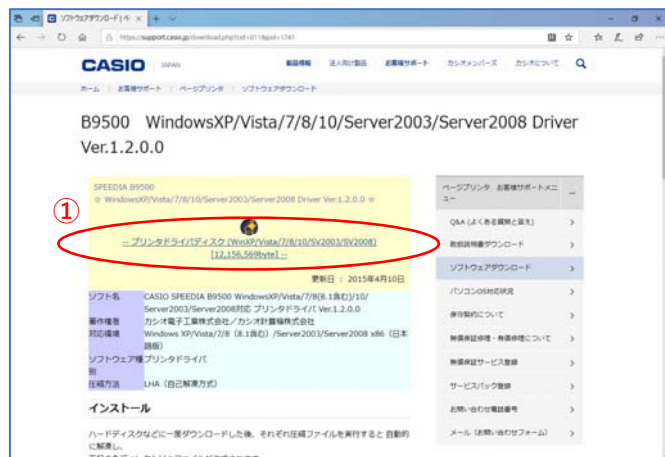 ソフトウェアダウンロード | ペ
https://support.casio.jp/download.php?cid=011&pid=1741
CASIO JAPAN 製品情報 法人向け製品 お客様サポート カシオメンバーズ カシオについて
ホーム お客様サポート ページプリンタ ソフトウェアダウンロード
B9500 WindowsXP/Vista/7/8/10/Server2003/Server2008 Driver
Ver.1.2.0.0
SPEEDIA B9500
※ WindowsXP/Vista/7/8/10/Server2003/Server2008 Driver Ver.1.2.0.0 ※
①
-- プリンタドライバディスク (WinXP/Vista/7/8/10/SV2003/SV2008)
[12,156,569byte] --
更新日 : 2015年4月10日
ソフト名 CASIO SPEEDIA B9500 WindowsXP/Vista/7/8(8.1含む)/10/
Server2003/Server2008対応 プリンタドライバ Ver.1.2.0.0
著作権者 カシオ電子工業株式会社／カシオ計算機株式会社
対応環境 Windows XP/Vista/7/8（8.1含む）/Server2003/Server2008 x86（日本
語版）
ソフトウェア種 プリンタドライバ
別
圧縮方法 LHA（自己解凍方式）
インストール
ハードディスクなどに一度ダウンロードした後、それぞれ圧縮ファイルを実行すると 自動的
に解凍し、
ページプリンタ お客様サポートメニ
ュー
Q&A (よくある質問と答え)
取扱説明書ダウンロード
ソフトウェアダウンロード
パソコンOS対応状況
保守契約について
無償保証修理・有償修理について
無償保証サービス登録
サービスパック登録
お問い合わせ電話番号
メール（お問い合わせフォーム）